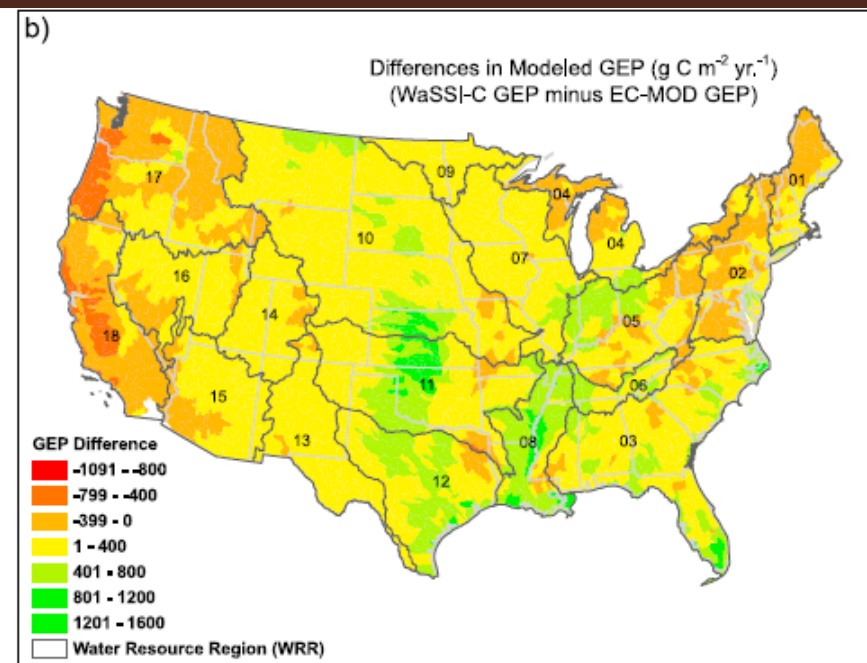 b)
Differences in Modeled GEP (g C m⁻² yr.⁻¹)
(WaSSI-C GEP minus EC-MOD GEP)
09
01
04
17
10
07
04
02
16
05
14
18
11
06
15
08
03
13
12
GEP Difference
-1091 - -800
-799 - -400
-399 - 0
1 - 400
401 - 800
801 - 1200
1201 - 1600
Water Resource Region (WRR)